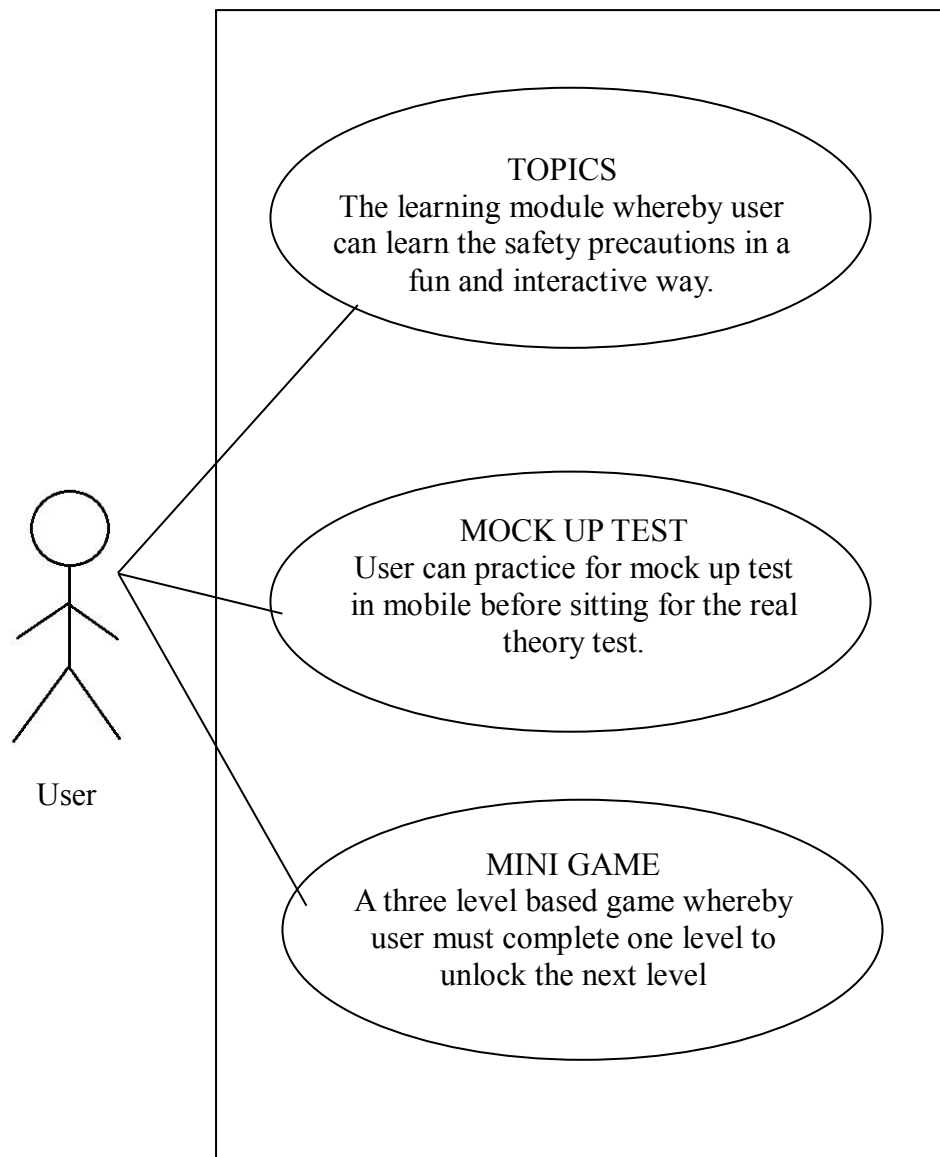 TOPICS
The learning module whereby user
can learn the safety precautions in a
fun and interactive way.
MOCK UP TEST
User can practice for mock up test
in mobile before sitting for the real
theory test.
User
MINI GAME
A three level based game whereby
user must complete one level to
unlock the next level